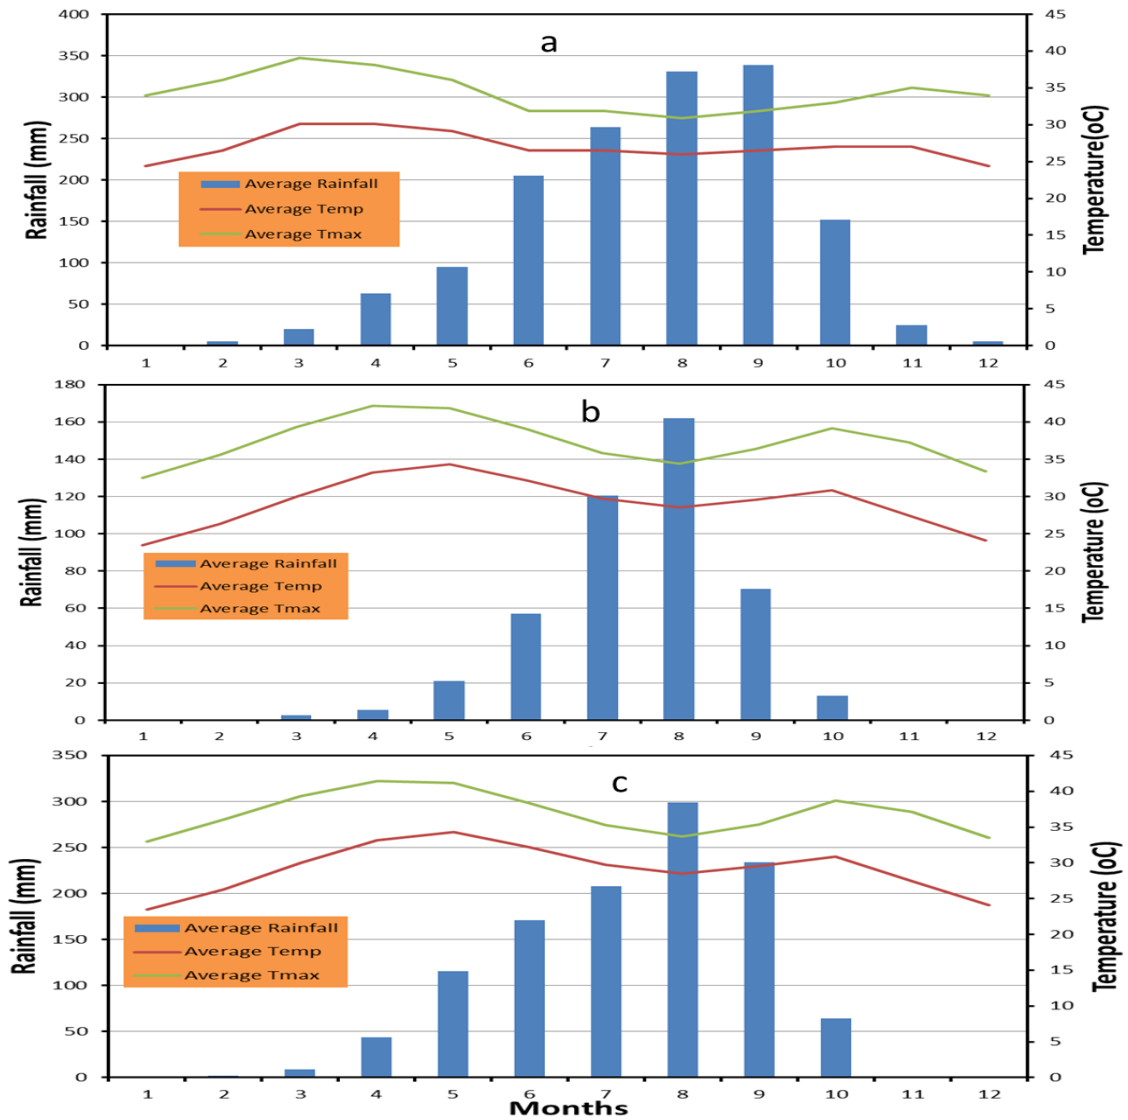 a
400
350
300
250
200
150
100
50
0
Rainfall (mm)
45
40
35
30
25
20
15
10
5
0
Temperature(oC)
Average Rainfall
Average Temp
Average Tmax
1 2 3 4 5 6 7 8 9 10 11 12
b
180
160
140
120
100
80
60
40
20
0
Rainfall (mm)
45
40
35
30
25
20
15
10
5
0
Temperature (oC)
Average Rainfall
Average Temp
Average Tmax
1 2 3 4 5 6 7 8 9 10 11 12
c
350
300
250
200
150
100
50
0
Rainfall (mm)
45
40
35
30
25
20
15
10
5
0
Temperature (oC)
Average Rainfall
Average Temp
Average Tmax
1 2 3 4 5 6 7 8 9 10 11 12
Months